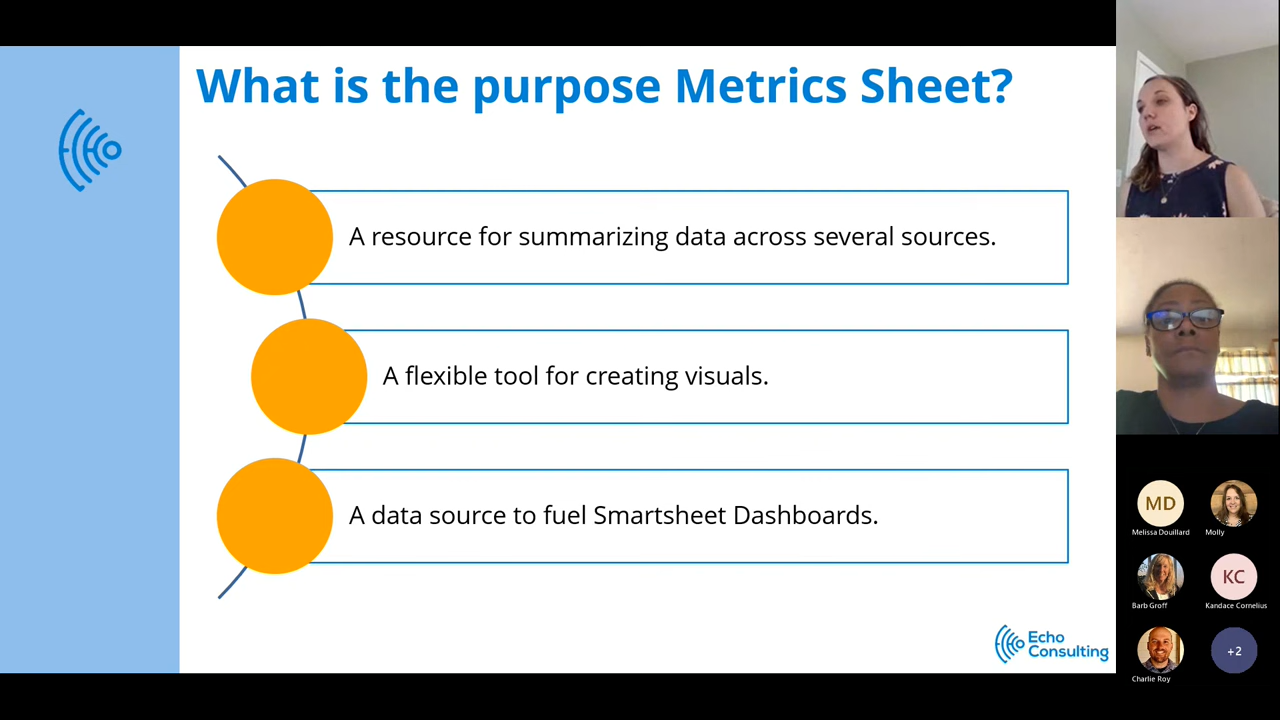 What is the purpose Metrics Sheet?
ECHO
A resource for summarizing data across several sources.
A flexible tool for creating visuals.
A data source to fuel Smartsheet Dashboards.
Echo
Consulting
MD
Melissa Douillard
Molly
Barb Groff
KC
Kandace Cornelius
Charlie Roy
+2